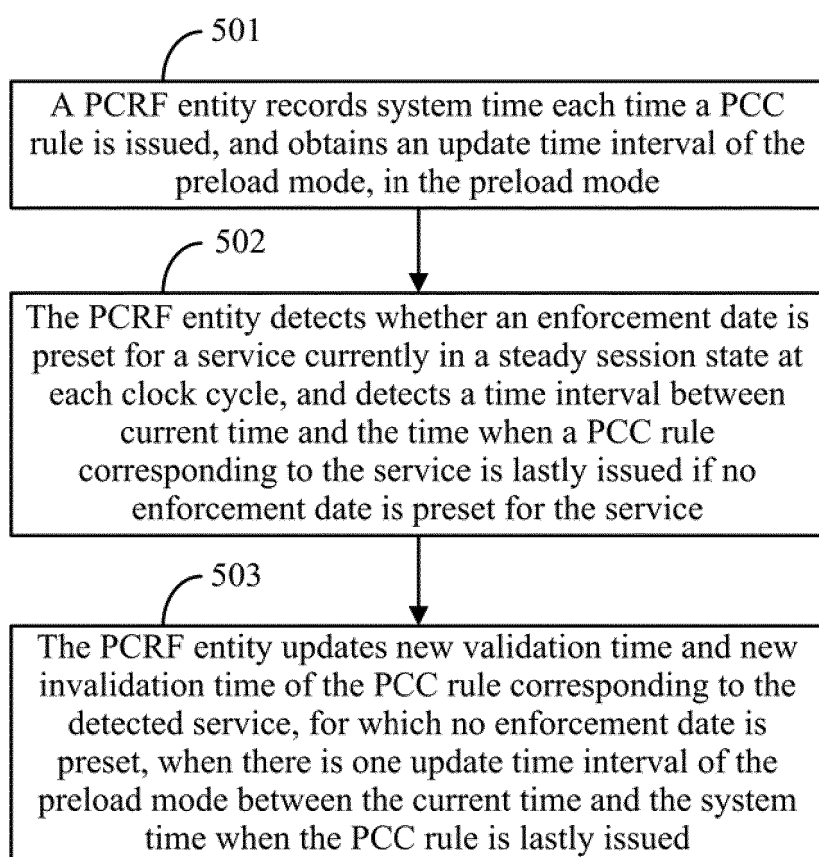 501
A PCRF entity records system time each time a PCC
rule is issued, and obtains an update time interval of the
preload mode, in the preload mode
502
The PCRF entity detects whether an enforcement date is
preset for a service currently in a steady session state at
each clock cycle, and detects a time interval between
current time and the time when a PCC rule
corresponding to the service is lastly issued if no
enforcement date is preset for the service
503
The PCRF entity updates new validation time and new
invalidation time of the PCC rule corresponding to the
detected service, for which no enforcement date is
preset, when there is one update time interval of the
preload mode between the current time and the system
time when the PCC rule is lastly issued